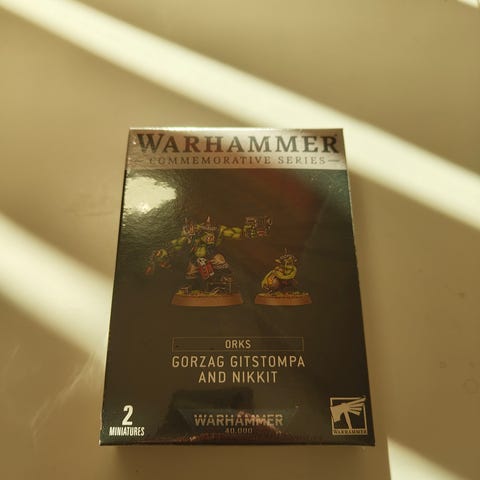 WARHAMMER
COMMEMORATIVE SERIES
ORKS
GORZAG GITSTOMPA
AND NIKKIT
WARHAMMER
40,000
2
MINIATURES
WARHAMMER